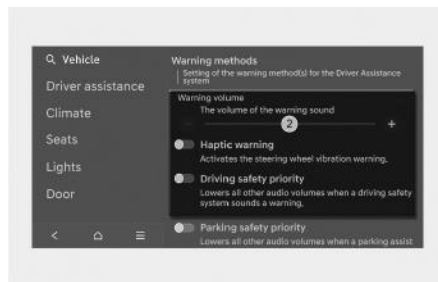 Vehicle
Driver assistance
Climate
Seats
Lights
Door
Warning methods
Setting of the warning method(s) for the Driver Assistance
system
Warning volume
The volume of the warning sound
2
Haptic warning
Activates the steering wheel vibration warning.
Driving safety priority
Lowers all other audio volumes when a driving safety
system sounds a warning.
Parking safety priority
Lowers all other audio volumes when a parking assist